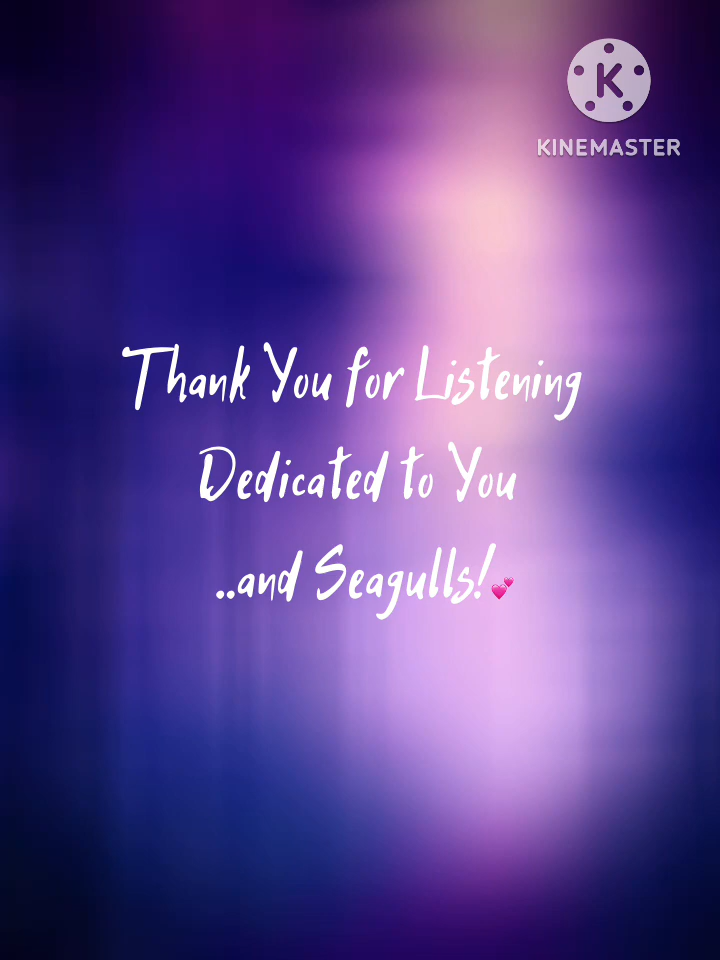 K
KINEMASTER
Thank You for Listening
Dedicated to You
..and Seagulls!💕